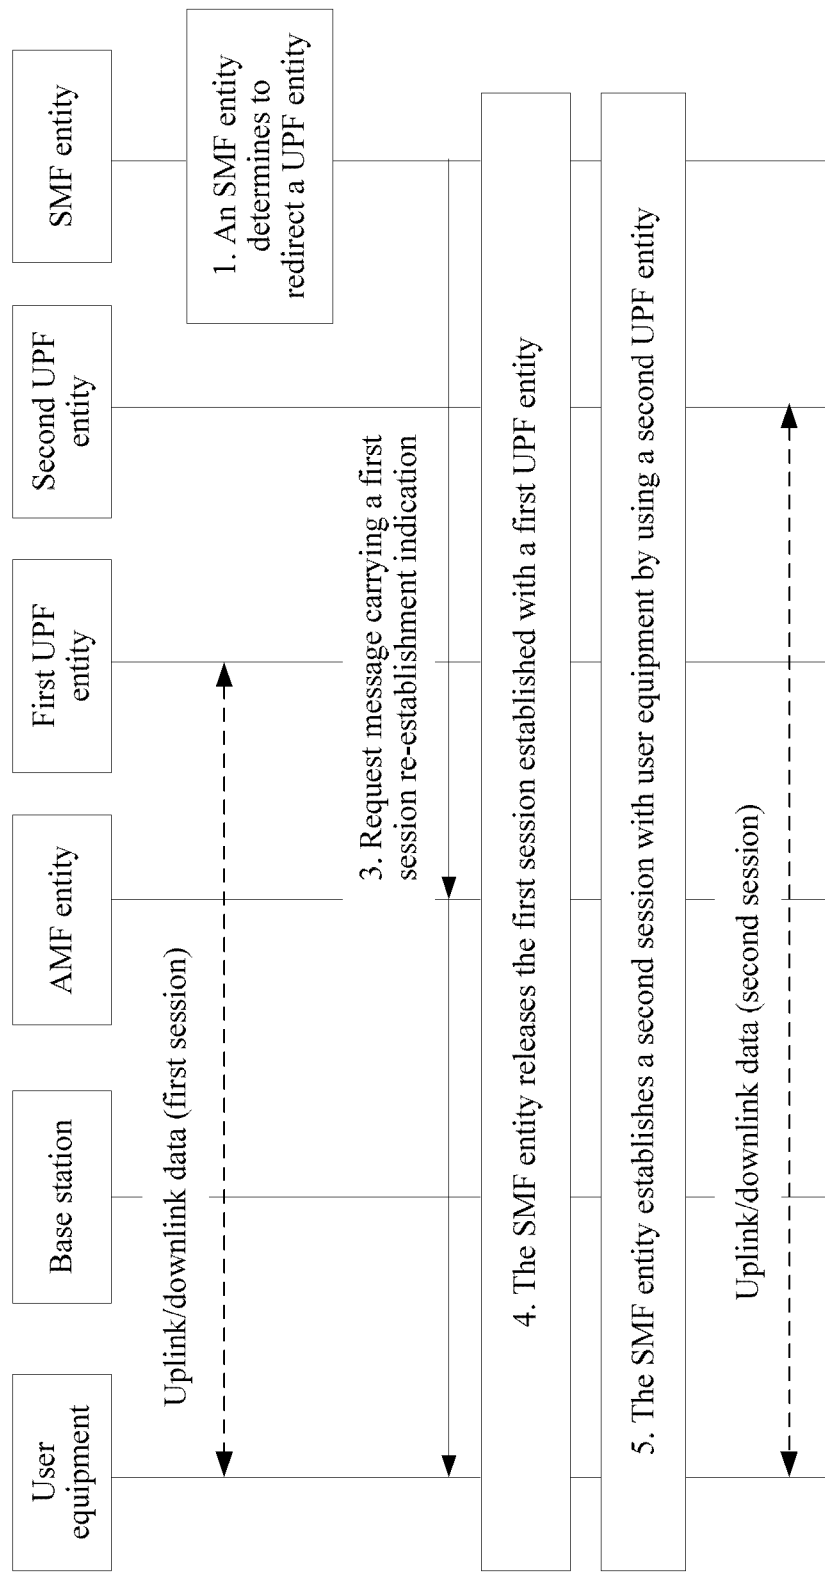 User
equipment
Base station
AMF entity
First UPF
entity
Second UPF
entity
SMF entity
Uplink/downlink data (first session)
1. An SMF entity
determines to
redirect a UPF entity
3. Request message carrying a first
session re-establishment indication
4. The SMF entity releases the first session established with a first UPF entity
5. The SMF entity establishes a second session with user equipment by using a second UPF entity
Uplink/downlink data (second session)